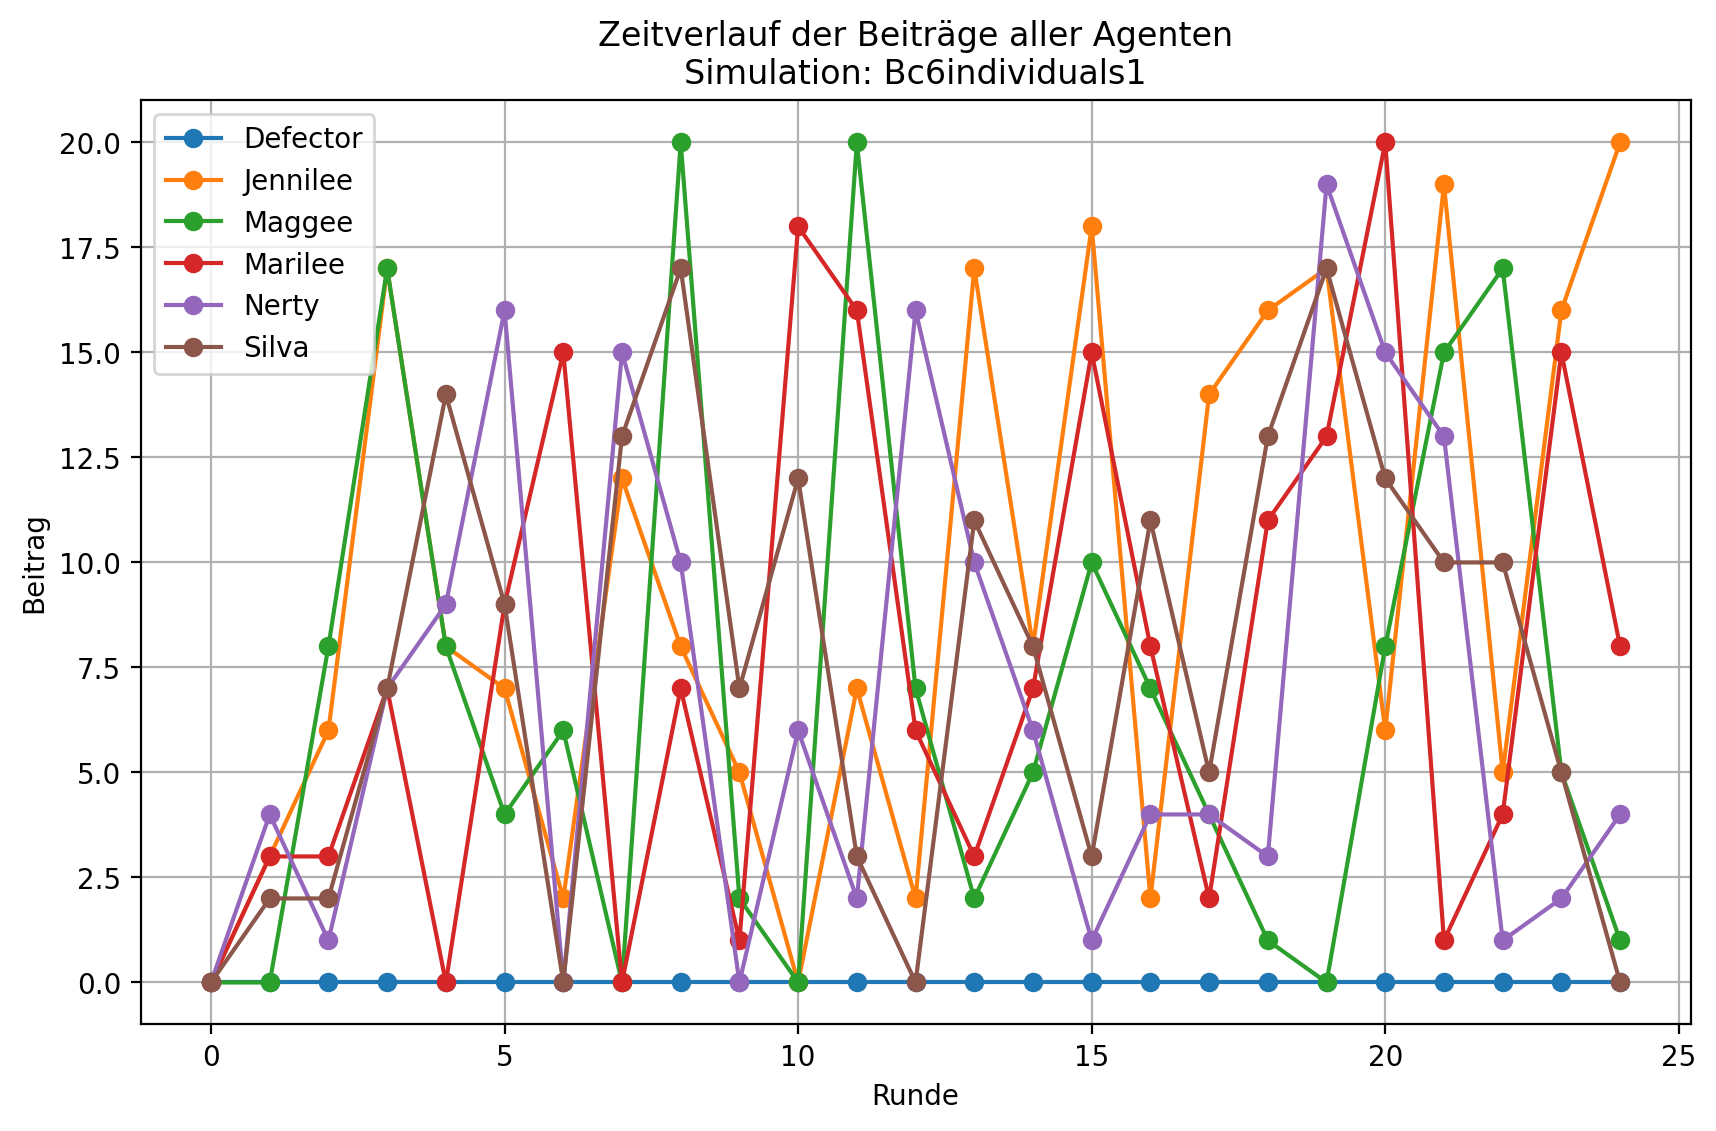 Zeitverlauf der Beiträge aller Agenten
Simulation: Bc6individuals1
Defector
Jennilee
Maggee
Marilee
Nerty
Silva
20.0
17.5
15.0
12.5
10.0
7.5
5.0
2.5
0.0
Beitrag
0 5 10 15 20 25
Runde